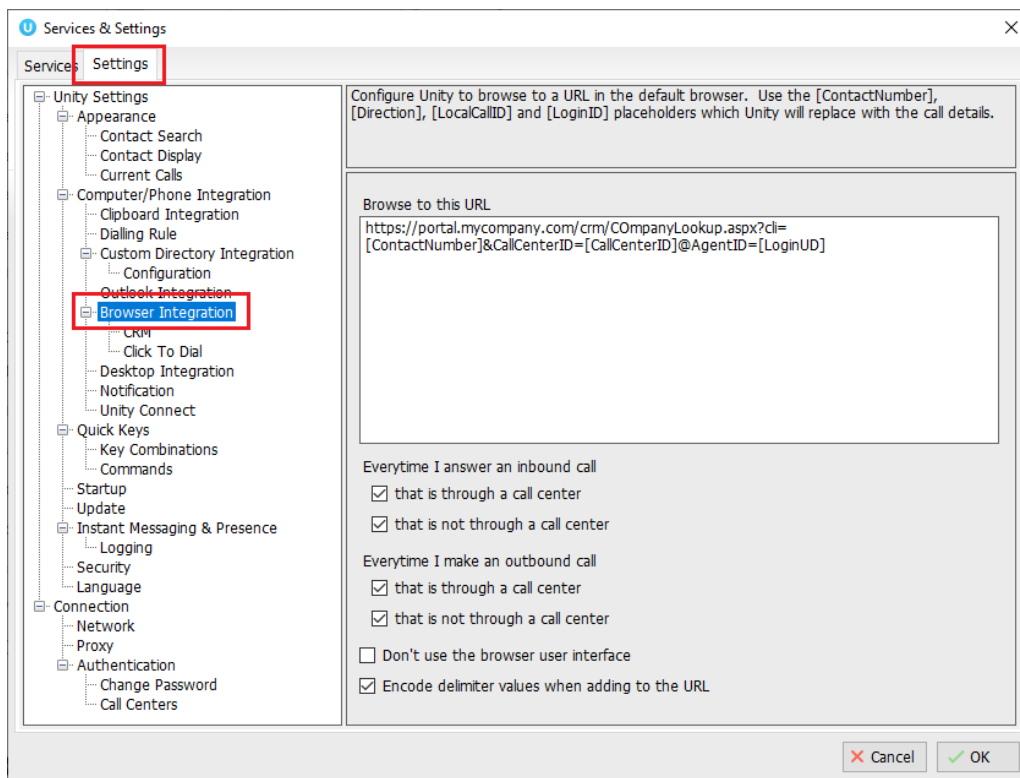 Services & Settings
Services
Settings
Unity Settings
Appearance
Contact Search
Contact Display
Current Calls
Computer/Phone Integration
Clipboard Integration
Dialling Rule
Custom Directory Integration
Configuration
Outlook Integration
Browser Integration
CRM
Click To Dial
Desktop Integration
Notification
Unity Connect
Quick Keys
Key Combinations
Commands
Startup
Update
Instant Messaging & Presence
Logging
Security
Language
Connection
Network
Proxy
Authentication
Change Password
Call Centers
Configure Unity to browse to a URL in the default browser.  Use the [ContactNumber],
[Direction], [LocalCallID] and [LoginID] placeholders which Unity will replace with the call details.
Browse to this URL
https://portal.mycompany.com/crm/COmpanyLookup.aspx?cli=
[ContactNumber]&CallCenterID=[CallCenterID]@AgentID=[LoginUD]
Everytime I answer an inbound call
that is through a call center
that is not through a call center
Everytime I make an outbound call
that is through a call center
that is not through a call center
Don't use the browser user interface
Encode delimiter values when adding to the URL
Cancel
OK